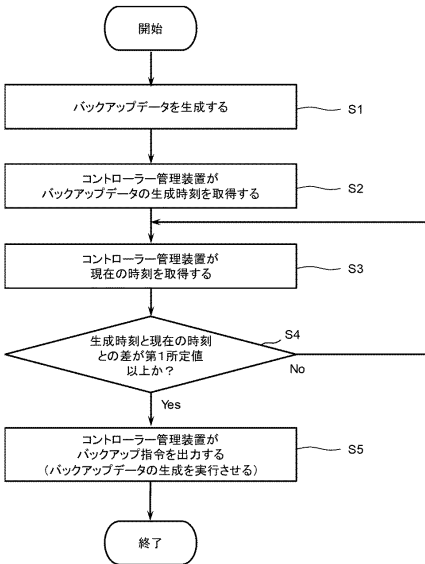 開始
バックアップデータを生成する
S1
コントローラー管理装置が
バックアップデータの生成時刻を取得する
S2
コントローラー管理装置が
現在の時刻を取得する
S3
生成時刻と現在の時刻
との差が第1所定値
以上か?
S4
No
Yes
コントローラー管理装置が
バックアップ指令を出力する
(バックアップデータの生成を実行させる)
S5
終了